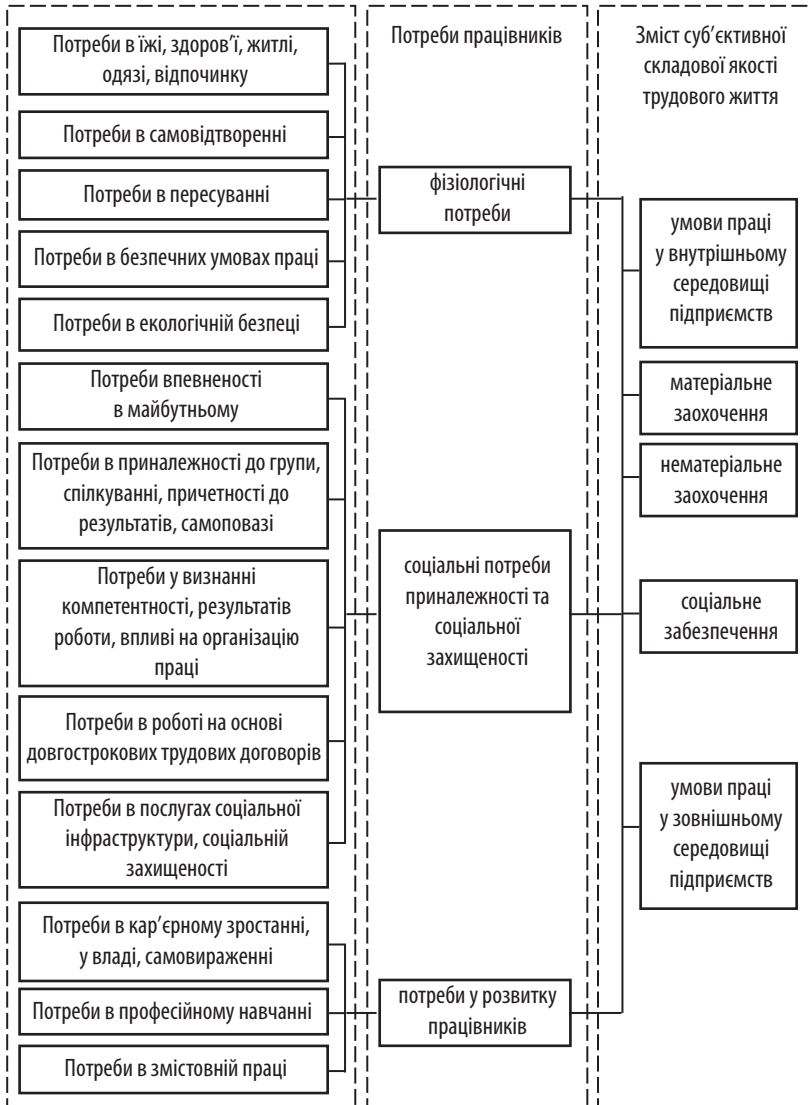 Потреби в їжі, здоров’ї, житлі,
одязі, відпочинку
Потреби в самовідтворенні
Потреби в пересуванні
Потреби в безпечних умовах праці
Потреби в екологічній безпеці
Потреби впевненості
в майбутньому
Потреби в приналежності до групи,
спілкуванні, причетності до
результатів, самоповазі
Потреби у визнанні
компетентності, результатів
роботи, впливі на організацію
праці
Потреби в роботі на основі
довгострокових трудових договорів
Потреби в послугах соціальної
інфраструктури, соціальній
захищеності
Потреби в кар’єрному зростанні,
у владі, самовираженні
Потреби в професійному навчанні
Потреби в змістовній праці
Потреби працівників
фізіологічні
потреби
соціальні потреби
приналежності та
соціальної
захищеності
потреби у розвитку
працівників
Зміст суб’єктивної
складової якості
трудового життя
умови праці
у внутрішньому
середовищі
підприємств
матеріальне
заохочення
нематеріальне
заохочення
соціальне
забезпечення
умови праці
у зовнішньому
середовищі
підприємств